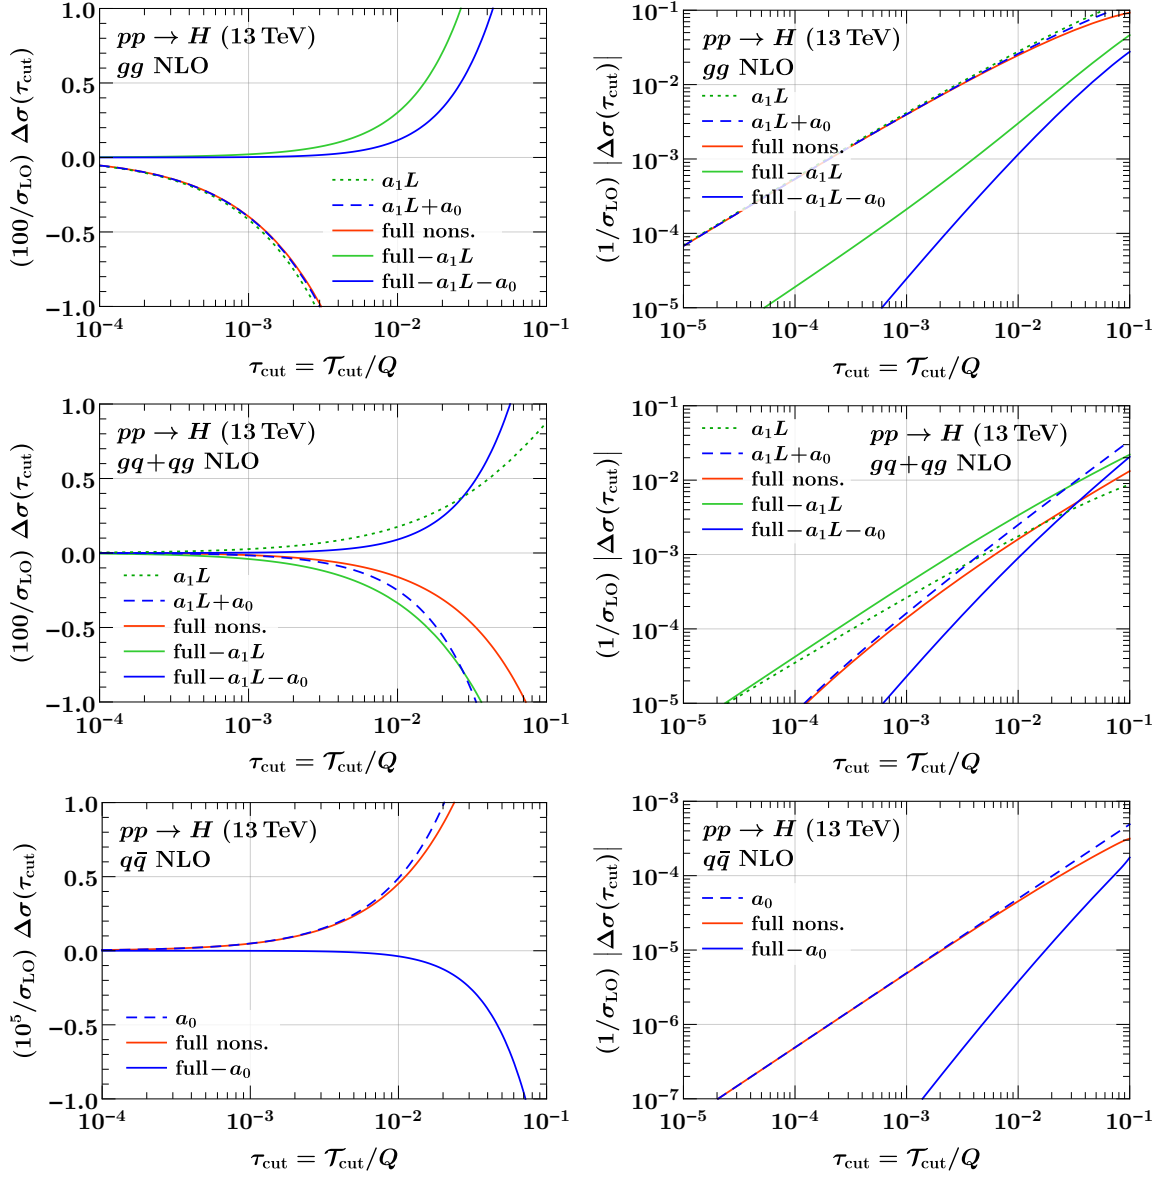 pp → H (13 TeV)
gg NLO
(100/σ_LO) Δσ(τ_cut)
1.0
0.5
0.0
−0.5
−1.0
a₁L
a₁L+a₀
full nons.
full−a₁L
full−a₁L−a₀
10⁻⁴
10⁻³
10⁻²
10⁻¹
τ_cut = 𝒯_cut/Q
pp → H (13 TeV)
gg NLO
(1/σ_LO) |Δσ(τ_cut)|
10⁻¹
10⁻²
10⁻³
10⁻⁴
10⁻⁵
a₁L
a₁L+a₀
full nons.
full−a₁L
full−a₁L−a₀
10⁻⁵
10⁻⁴
10⁻³
10⁻²
10⁻¹
τ_cut = 𝒯_cut/Q
pp → H (13 TeV)
gq+qg NLO
(100/σ_LO) Δσ(τ_cut)
1.0
0.5
0.0
−0.5
−1.0
a₁L
a₁L+a₀
full nons.
full−a₁L
full−a₁L−a₀
10⁻⁴
10⁻³
10⁻²
10⁻¹
τ_cut = 𝒯_cut/Q
pp → H (13 TeV)
gq+qg NLO
(1/σ_LO) |Δσ(τ_cut)|
10⁻¹
10⁻²
10⁻³
10⁻⁴
10⁻⁵
a₁L
a₁L+a₀
full nons.
full−a₁L
full−a₁L−a₀
10⁻⁵
10⁻⁴
10⁻³
10⁻²
10⁻¹
τ_cut = 𝒯_cut/Q
pp → H (13 TeV)
qq̄ NLO
(10⁵/σ_LO) Δσ(τ_cut)
1.0
0.5
0.0
−0.5
−1.0
a₀
full nons.
full−a₀
10⁻⁴
10⁻³
10⁻²
10⁻¹
τ_cut = 𝒯_cut/Q
pp → H (13 TeV)
qq̄ NLO
(1/σ_LO) |Δσ(τ_cut)|
10⁻³
10⁻⁴
10⁻⁵
10⁻⁶
10⁻⁷
a₀
full nons.
full−a₀
10⁻⁵
10⁻⁴
10⁻³
10⁻²
10⁻¹
τ_cut = 𝒯_cut/Q